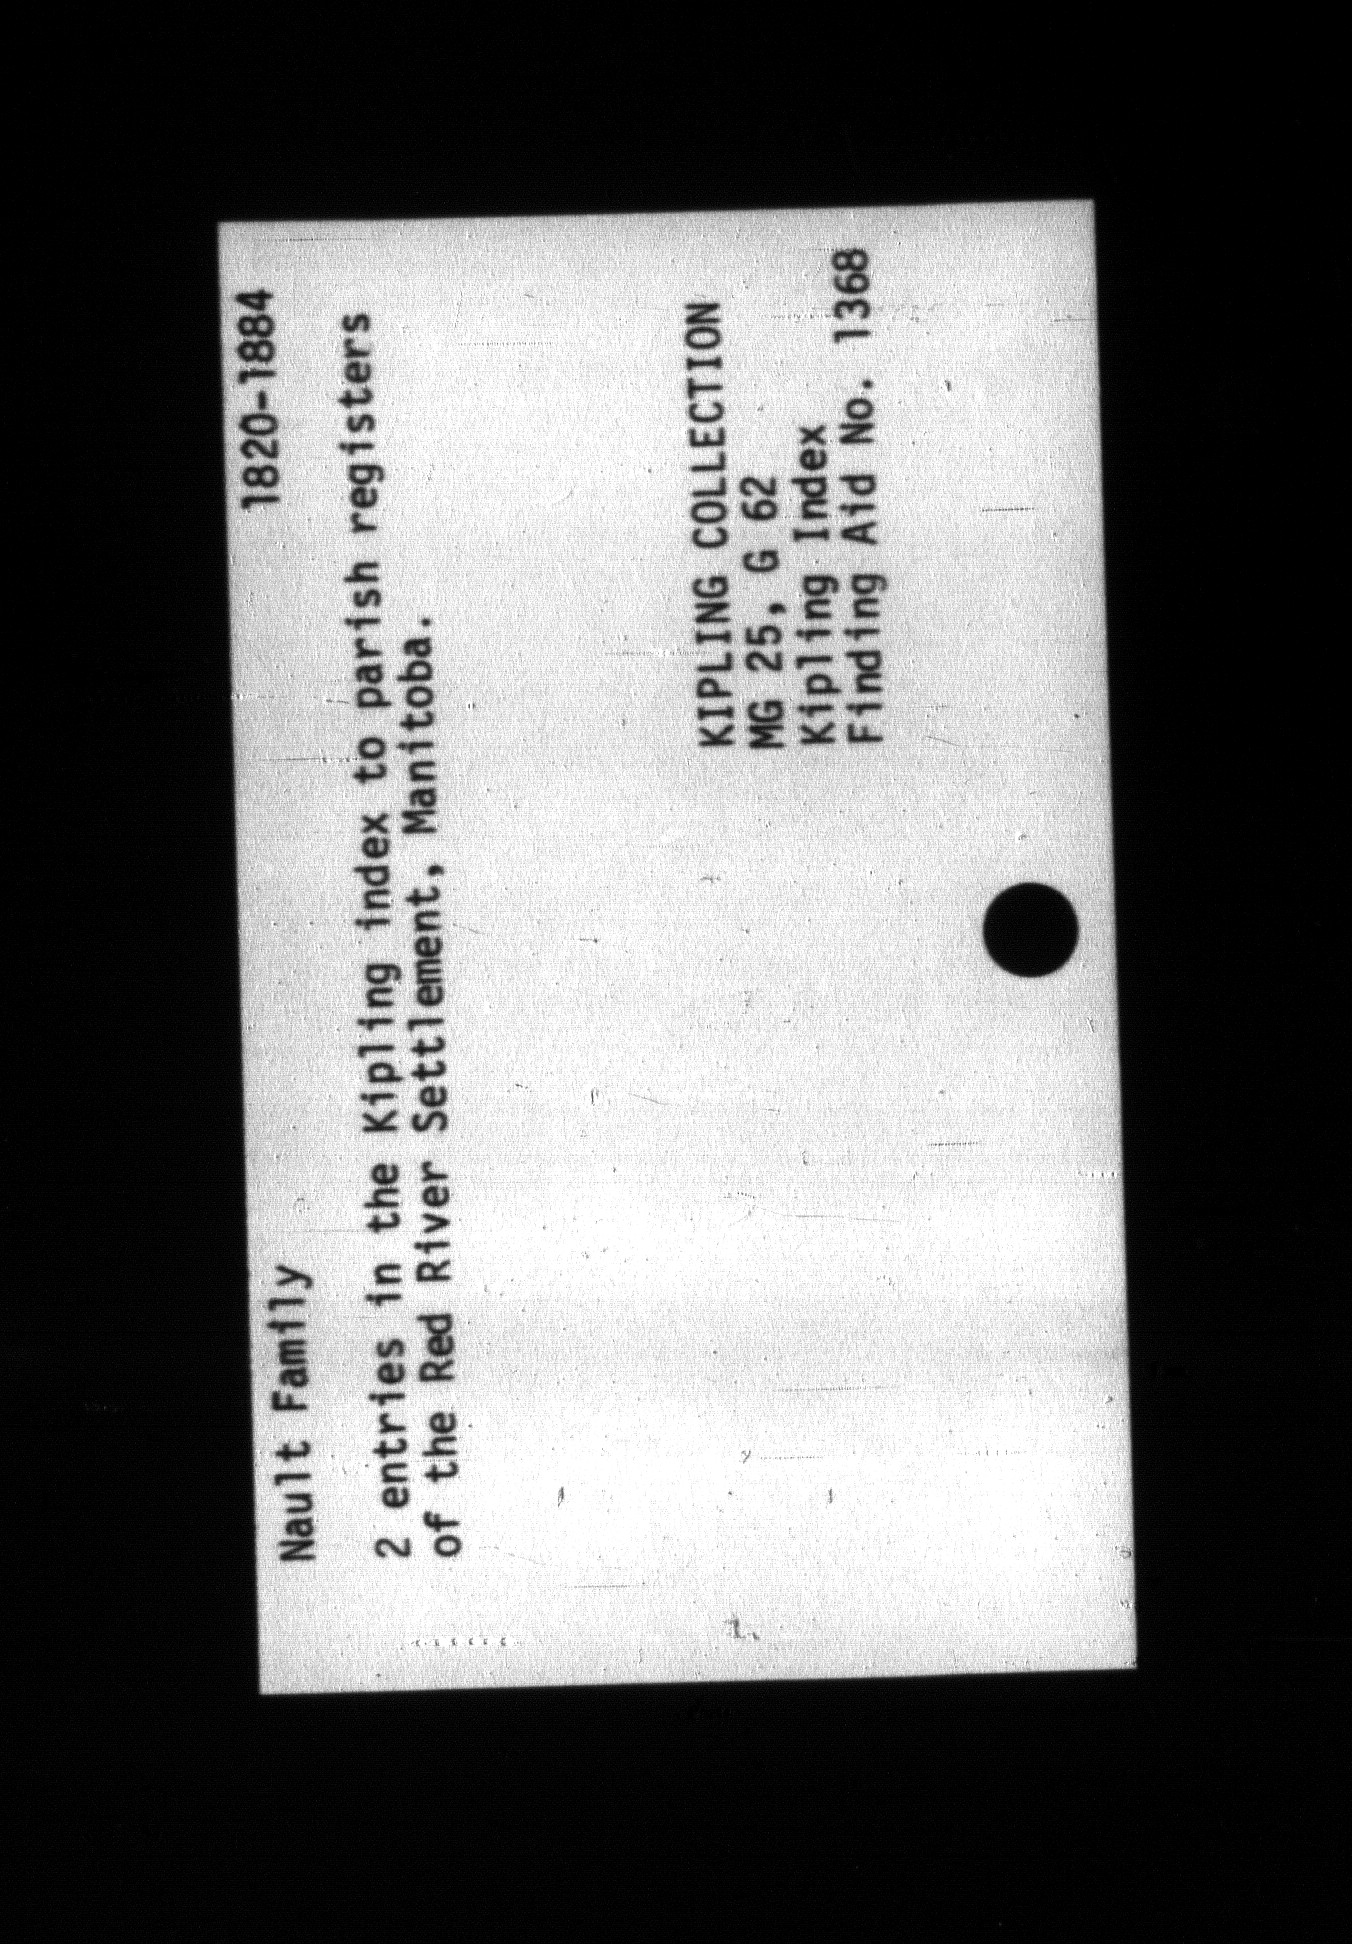 Nault Family 1820-1884
2 entries in the Kipling index to parish registers
of the Red River Settlement, Manitoba.
KIPLING COLLECTION
MG 25, G 62
Kipling Index
Finding Aid No. 1368